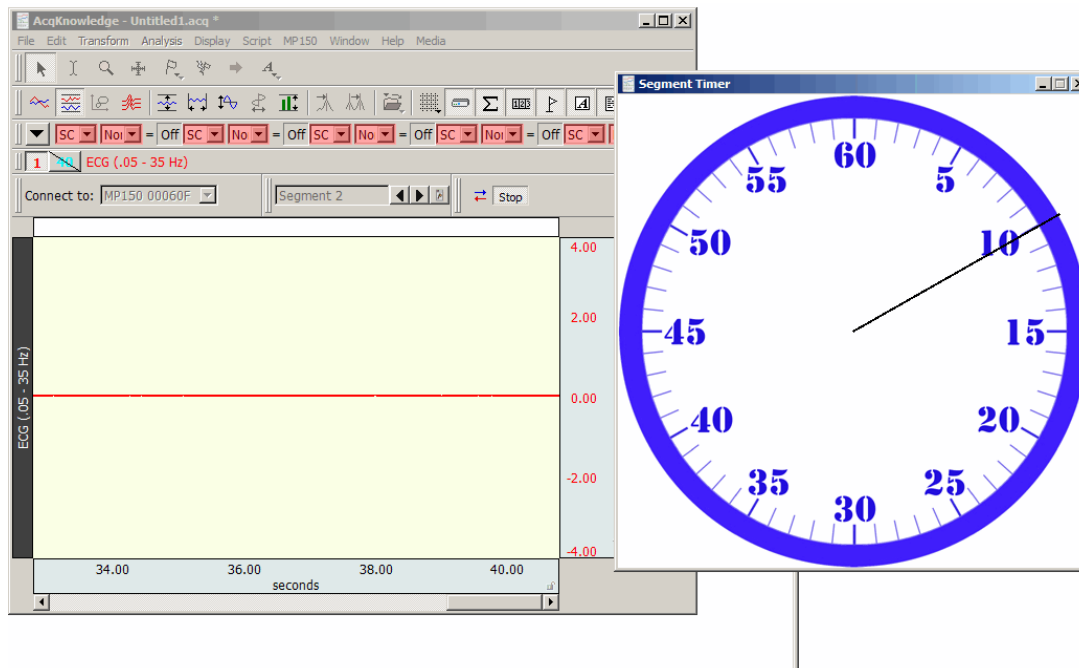 AcqKnowledge - Untitled1.acq *
File Edit Transform Analysis Display Script MP150 Window Help Media
SC = Off SC No = Off SC No = Off SC = Off SC
1 ECG (.05 - 35 Hz)
Connect to: MP150 00060F Segment 2 Stop
ECG (.05 - 35 Hz)
4.00
2.00
0.00
-2.00
-4.00
34.00 36.00 38.00 40.00
seconds
Segment Timer
60
5
10
15
20
25
30
35
40
45
50
55